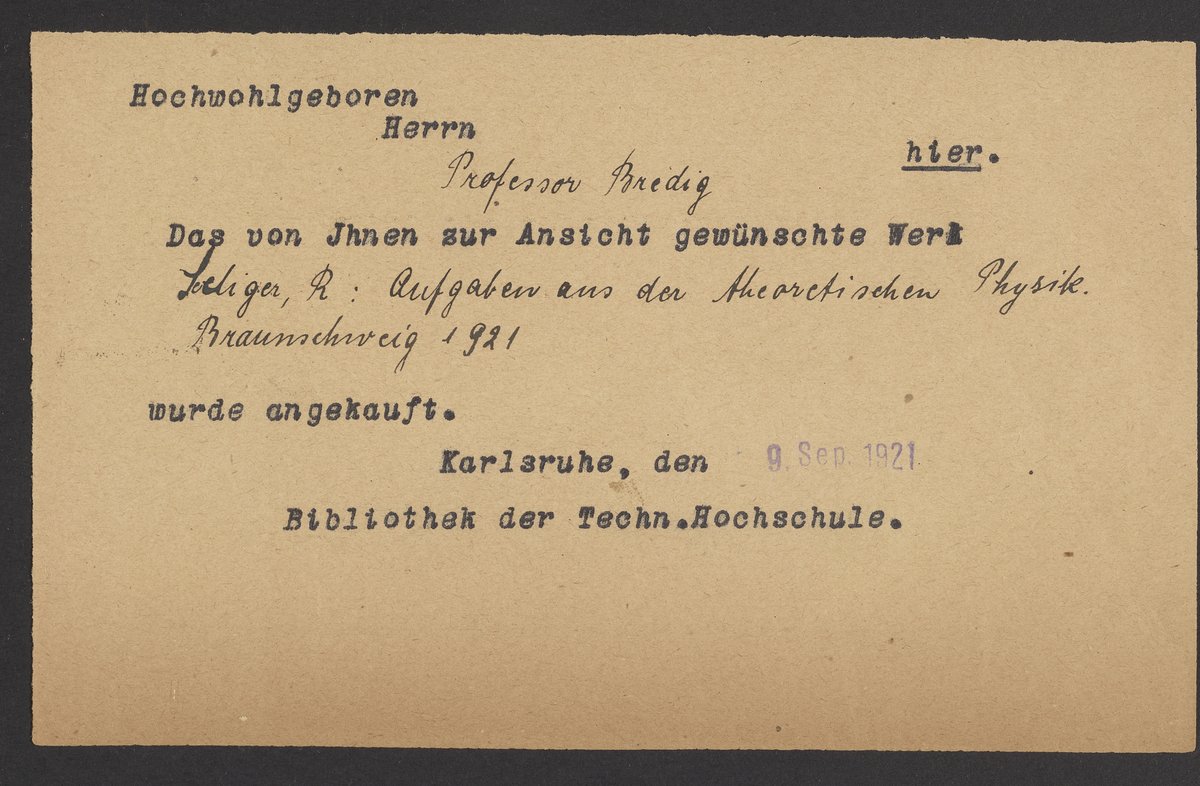 Hochwohlgeboren
Herrn
hier.
Professor Bredig
Das von Jhnen zur Ansicht gewünschte Werk
Seeliger, R: Aufgaben aus der theoretischen Physik.
Braunschweig 1921
wurde angekauft.
Karlsruhe, den 9. Sep. 1921
Bibliothek der Techn.Hochschule.